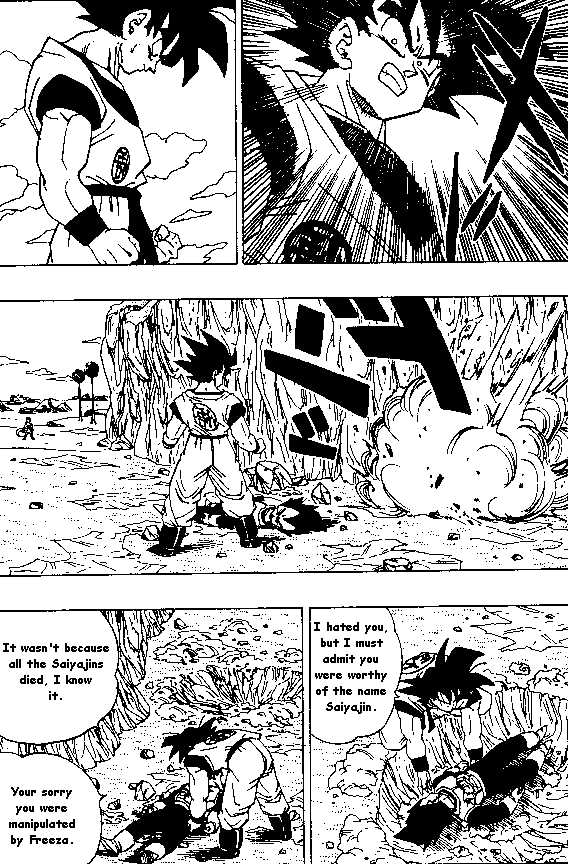 It wasn't because
all the Saiyajins
died, I know
it.
Your sorry
you were
manipulated
by Freeza.
I hated you,
but I must
admit you
were worthy
of the name
Saiyajin.